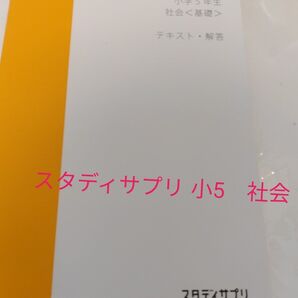 小学5年生
社会<基礎>
テキスト・解答
スタディサプリ 小5　社会
スタディサプリ